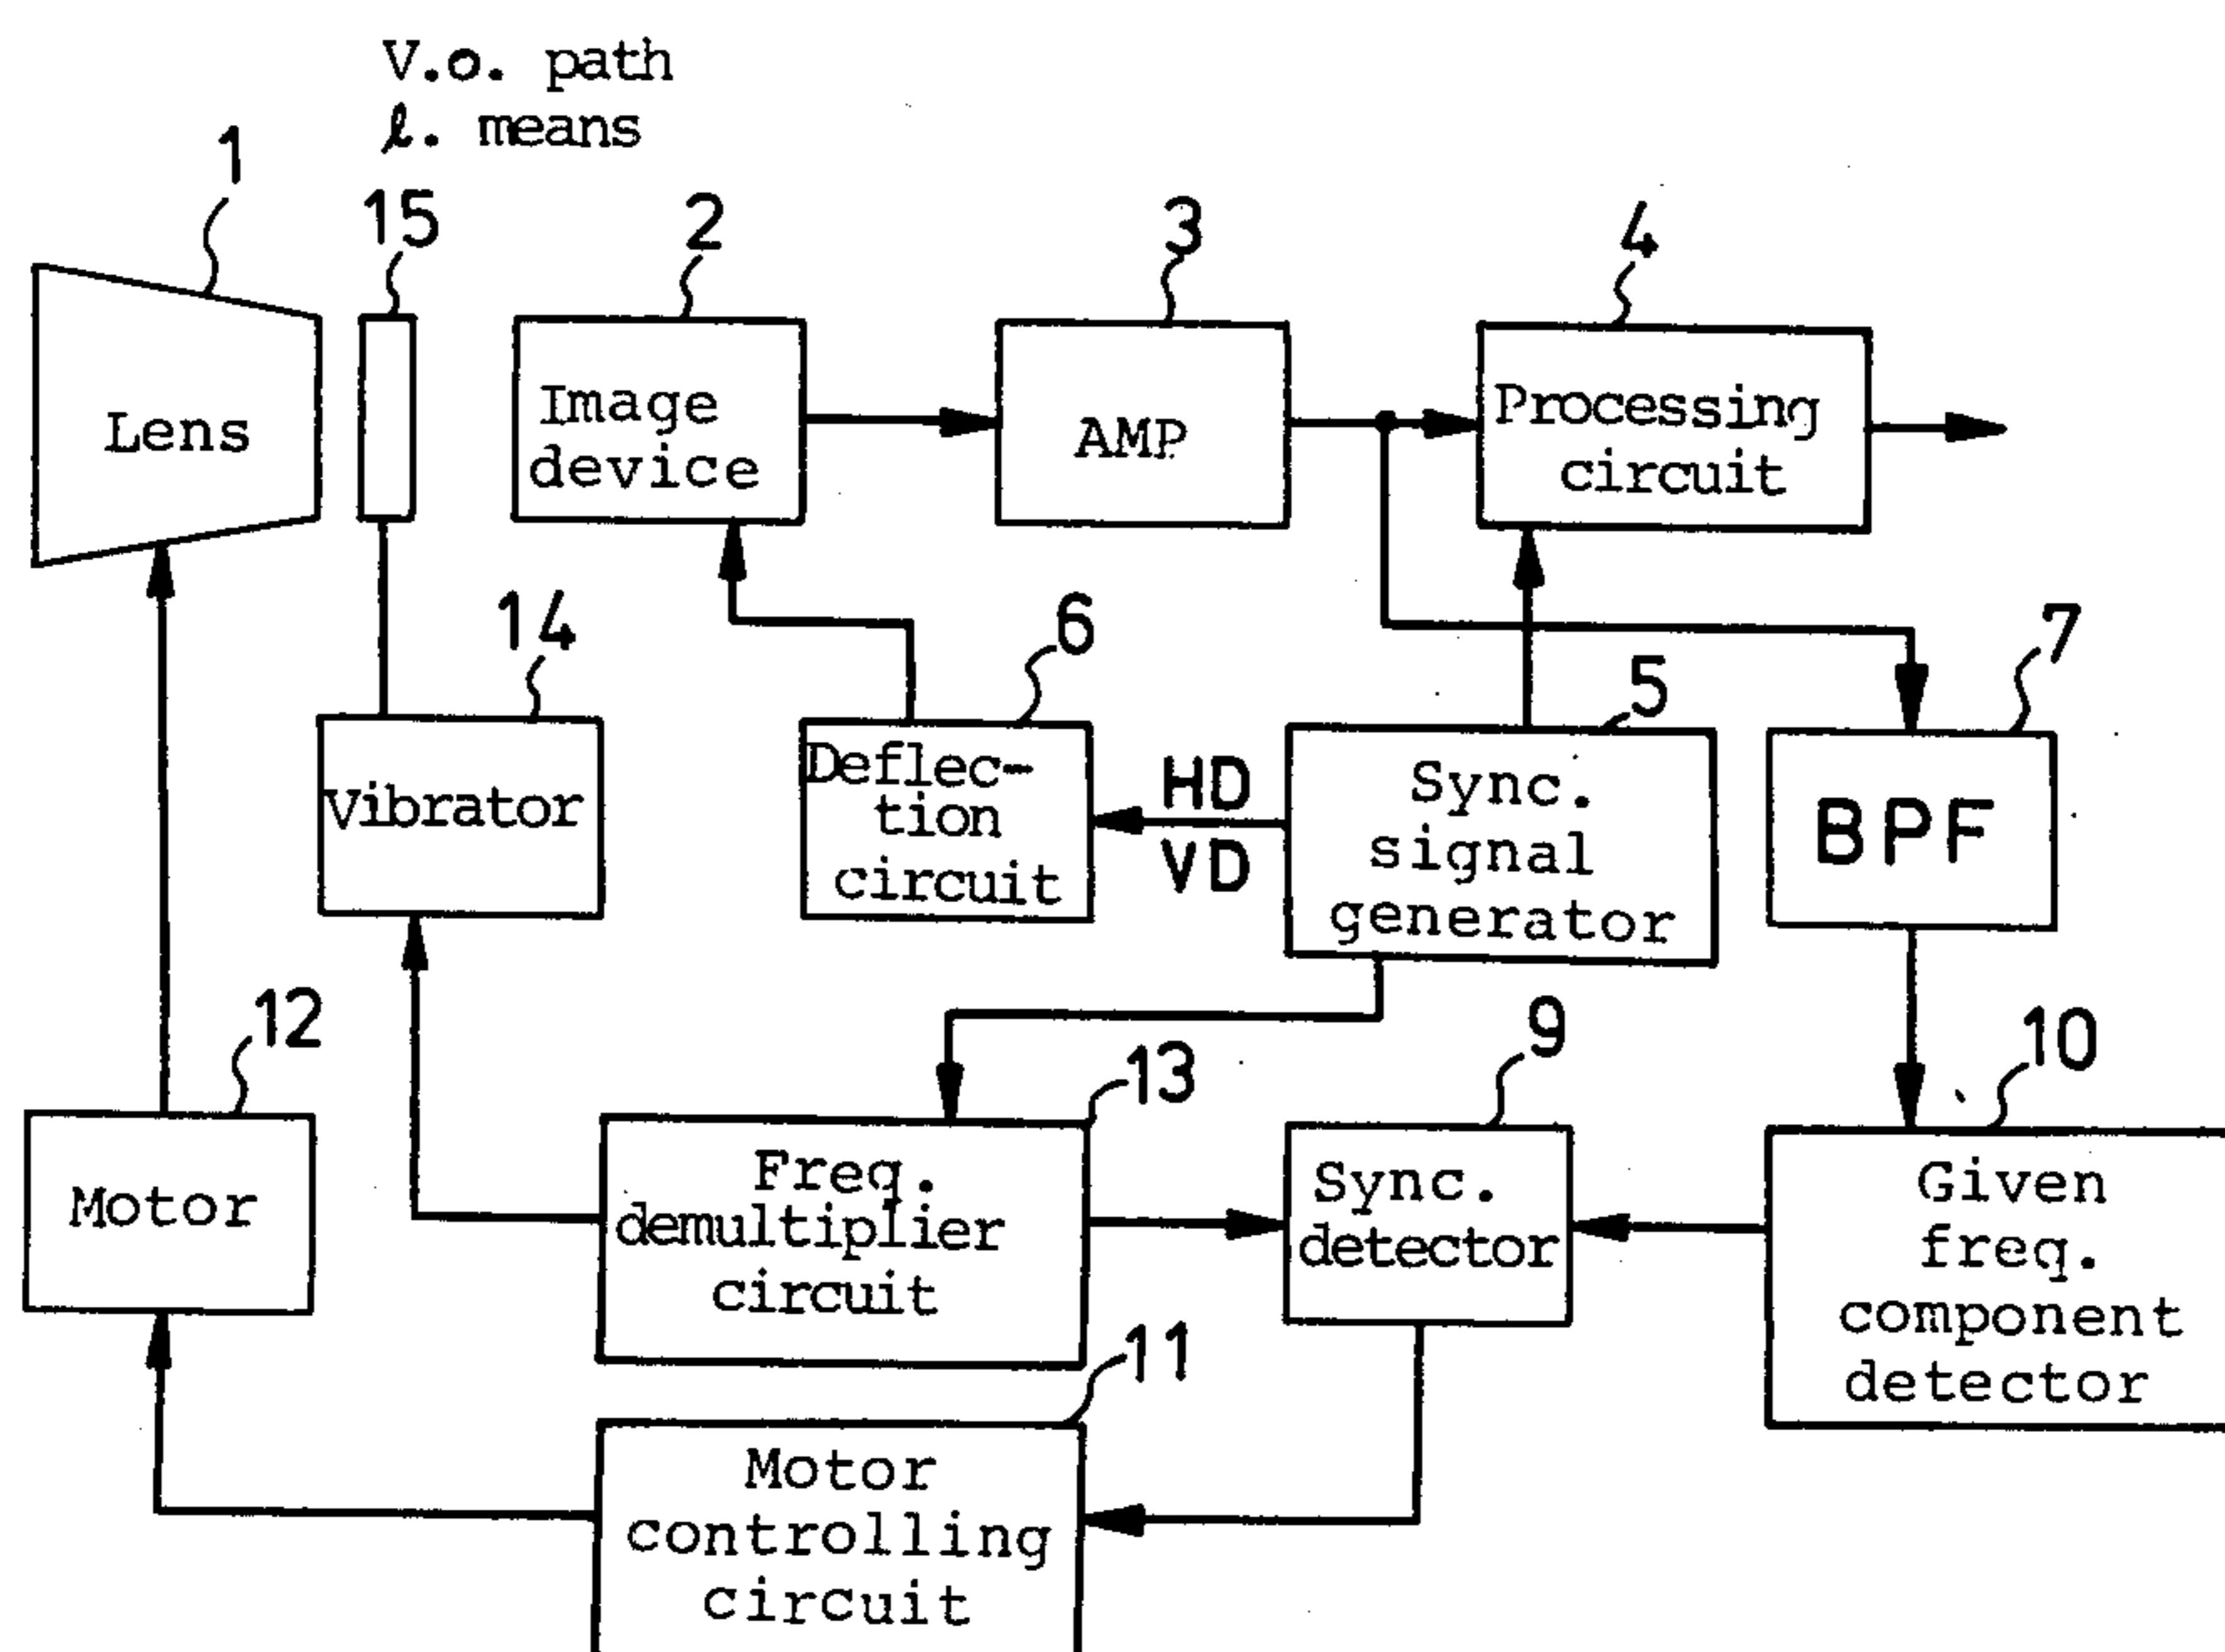 V.o. path
ℓ. means
1
15
2
3
4
Lens
Image
device
AMP
Processing
circuit
14
6
5
7
Vibrator
Deflec-
tion
circuit
HD
VD
Sync.
signal
generator
BPF
12
13
9
10
Motor
Freq.
demultiplier
circuit
Sync.
detector
Given
freq.
component
detector
11
Motor
controlling
circuit